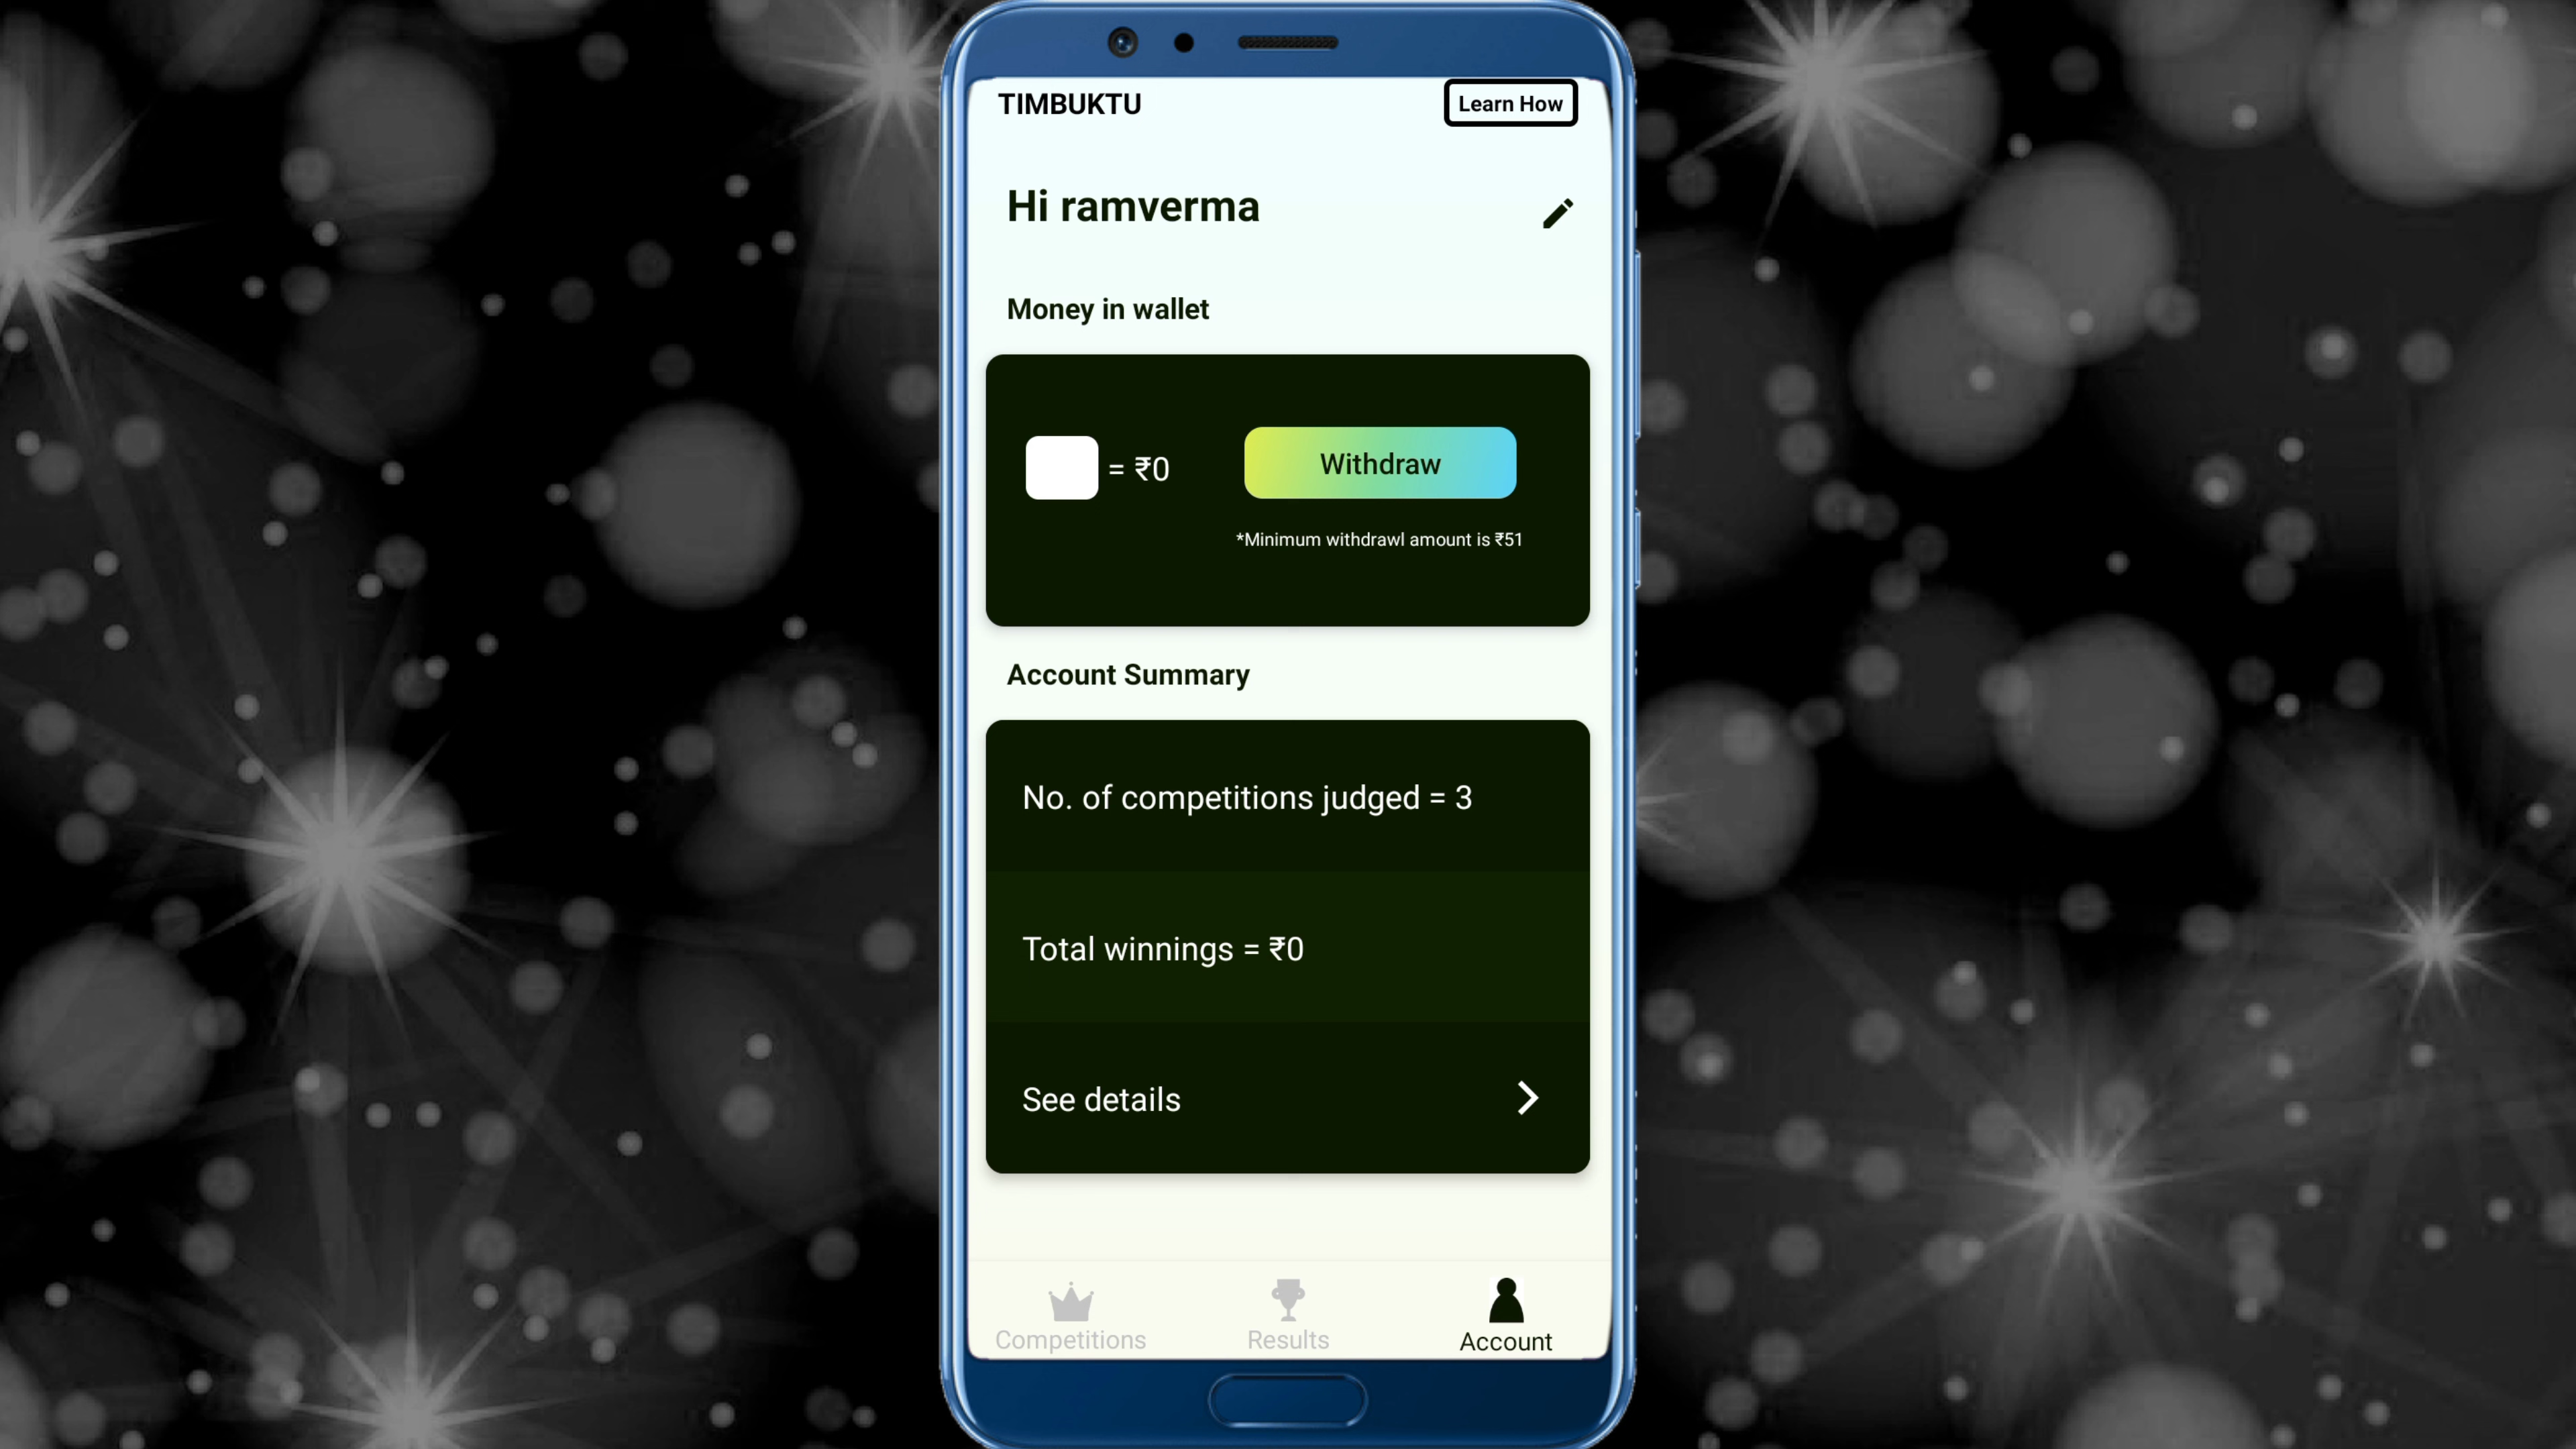 TIMBUKTU
Learn How
Hi ramverma
Money in wallet
= ₹0
Withdraw
*Minimum withdrawl amount is ₹51
Account Summary
No. of competitions judged = 3
Total winnings = ₹0
See details
Competitions
Results
Account